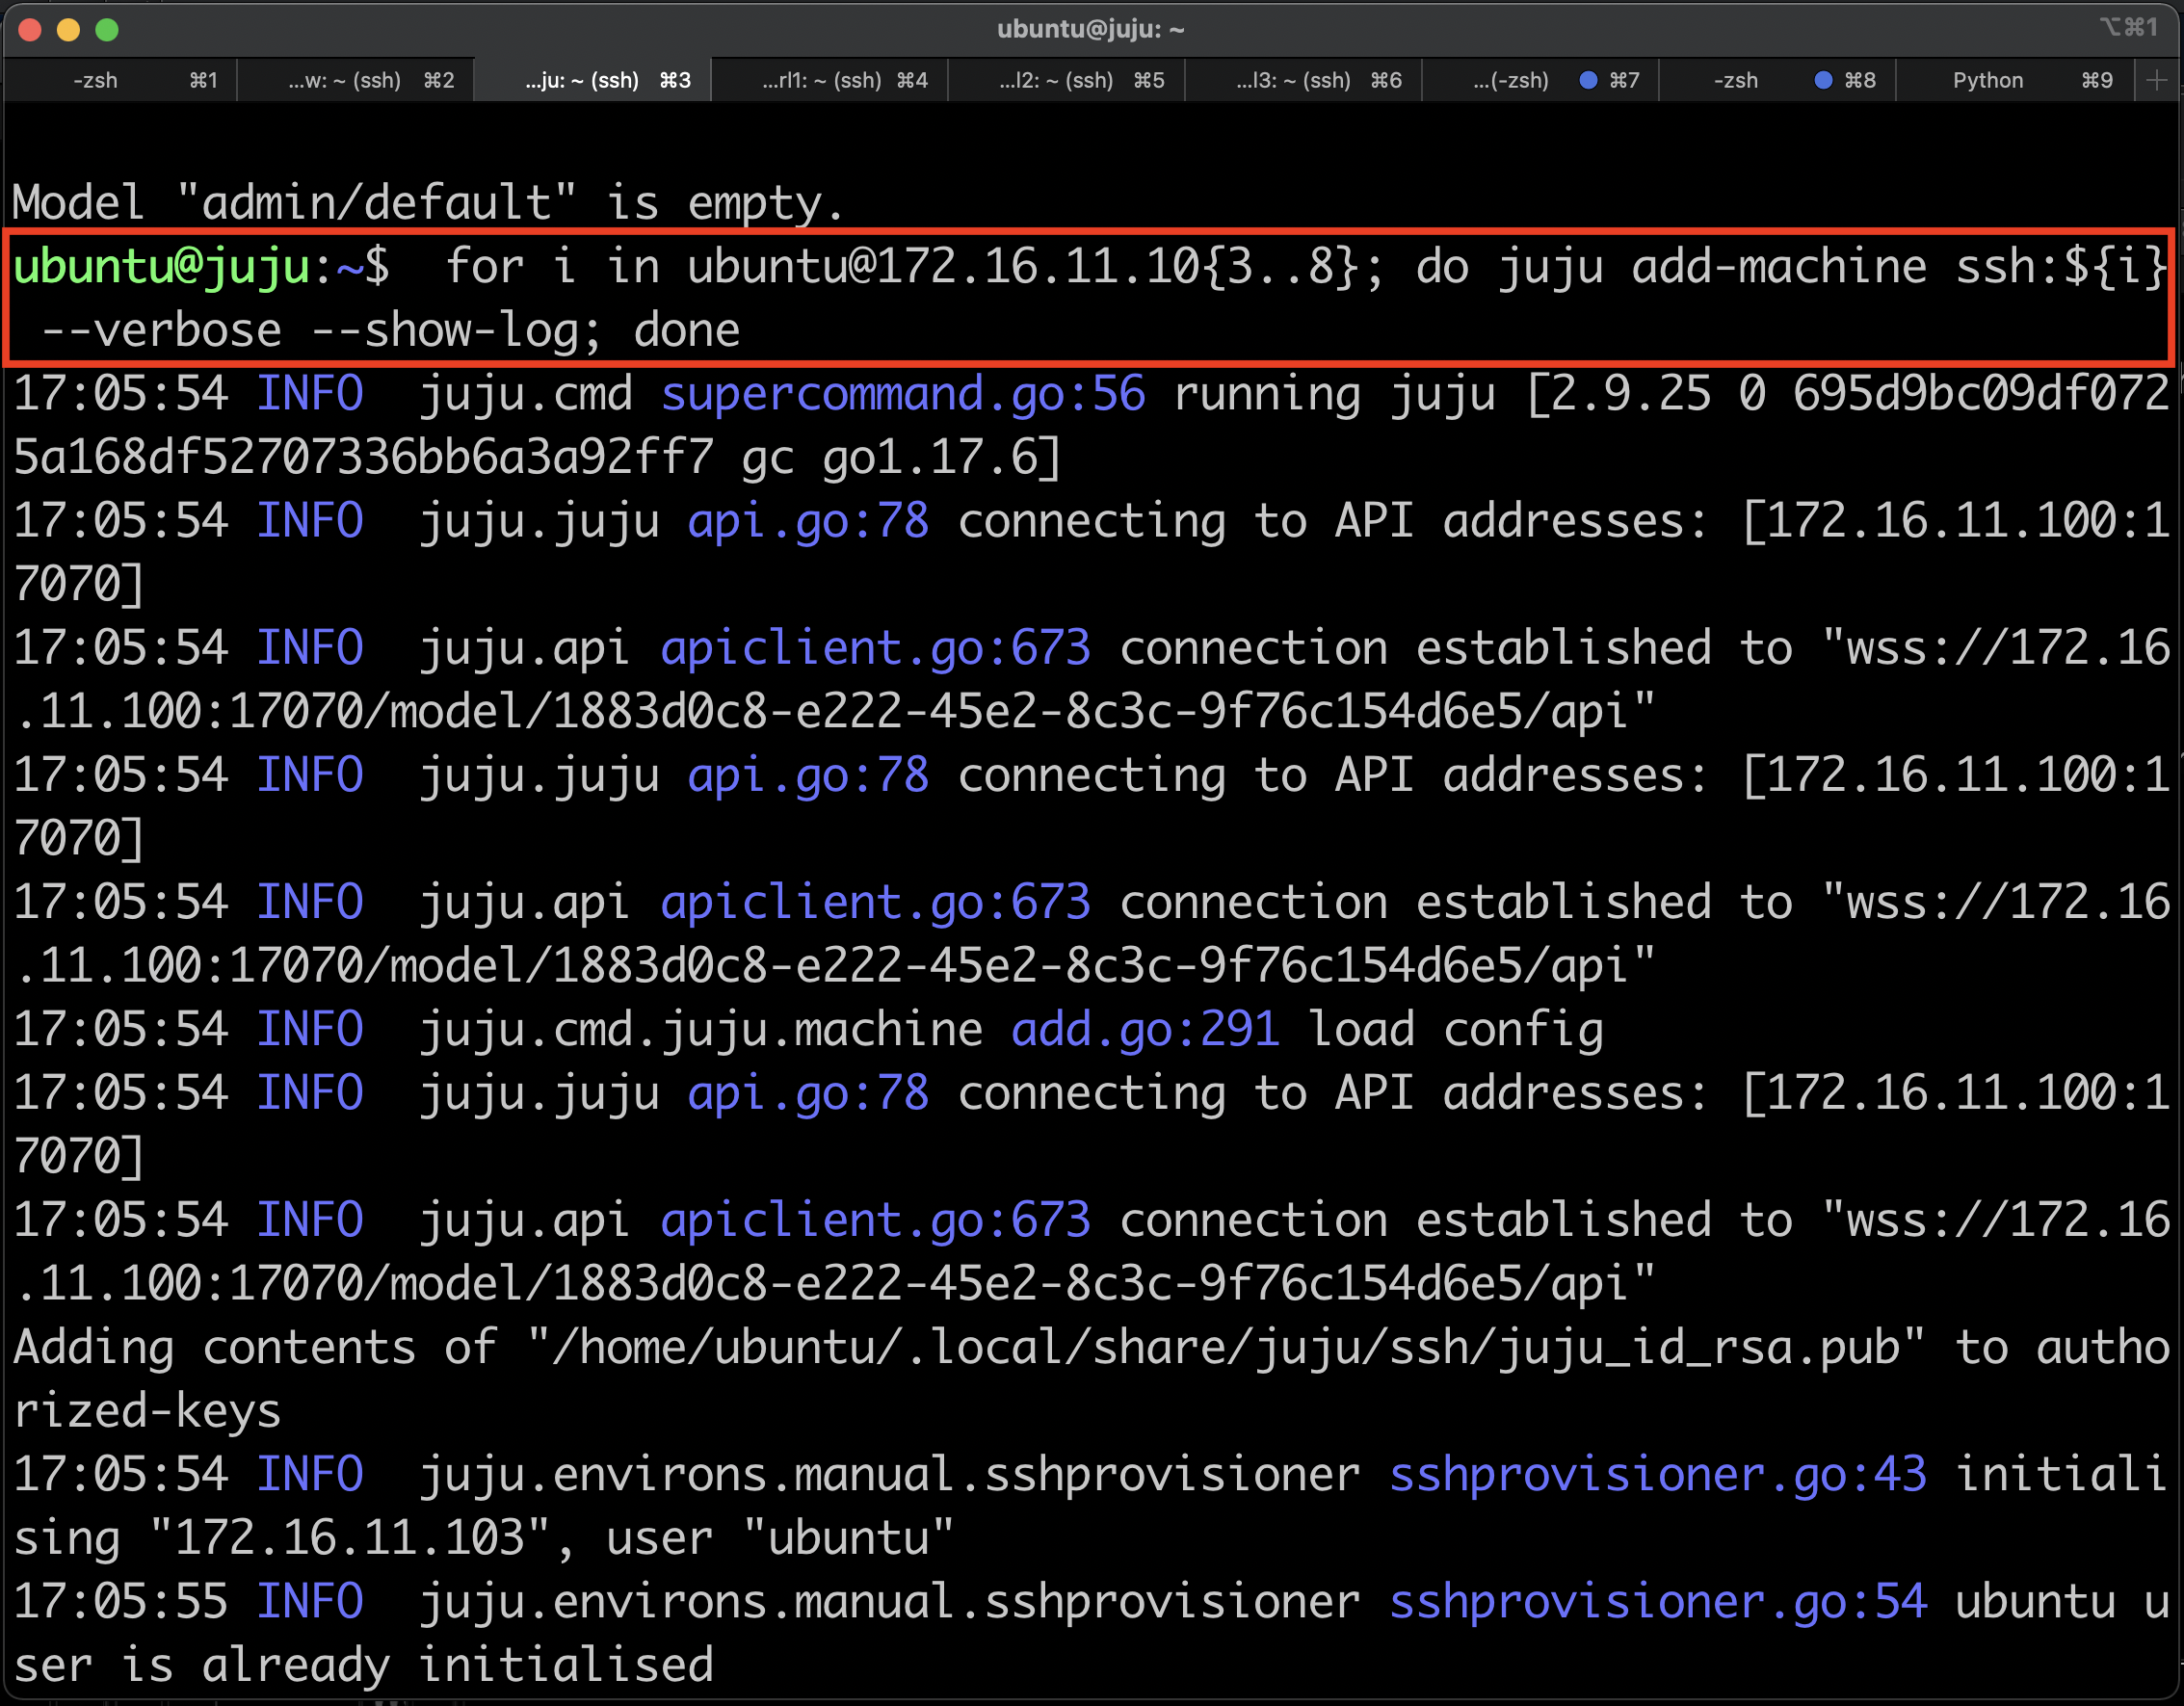 ubuntu@juju: ~
⌥⌘1
-zsh ⌘1 ...w: ~ (ssh) ⌘2 ...ju: ~ (ssh) ⌘3 ...rl1: ~ (ssh) ⌘4 ...l2: ~ (ssh) ⌘5 ...l3: ~ (ssh) ⌘6 ...(-zsh) ⌘7 -zsh ⌘8 Python ⌘9
Model "admin/default" is empty.
ubuntu@juju:~$  for i in ubuntu@172.16.11.10{3..8}; do juju add-machine ssh:${i}
 --verbose --show-log; done
17:05:54 INFO  juju.cmd supercommand.go:56 running juju [2.9.25 0 695d9bc09df072
5a168df52707336bb6a3a92ff7 gc go1.17.6]
17:05:54 INFO  juju.juju api.go:78 connecting to API addresses: [172.16.11.100:1
7070]
17:05:54 INFO  juju.api apiclient.go:673 connection established to "wss://172.16
.11.100:17070/model/1883d0c8-e222-45e2-8c3c-9f76c154d6e5/api"
17:05:54 INFO  juju.juju api.go:78 connecting to API addresses: [172.16.11.100:1
7070]
17:05:54 INFO  juju.api apiclient.go:673 connection established to "wss://172.16
.11.100:17070/model/1883d0c8-e222-45e2-8c3c-9f76c154d6e5/api"
17:05:54 INFO  juju.cmd.juju.machine add.go:291 load config
17:05:54 INFO  juju.juju api.go:78 connecting to API addresses: [172.16.11.100:1
7070]
17:05:54 INFO  juju.api apiclient.go:673 connection established to "wss://172.16
.11.100:17070/model/1883d0c8-e222-45e2-8c3c-9f76c154d6e5/api"
Adding contents of "/home/ubuntu/.local/share/juju/ssh/juju_id_rsa.pub" to autho
rized-keys
17:05:54 INFO  juju.environs.manual.sshprovisioner sshprovisioner.go:43 initiali
sing "172.16.11.103", user "ubuntu"
17:05:55 INFO  juju.environs.manual.sshprovisioner sshprovisioner.go:54 ubuntu u
ser is already initialised